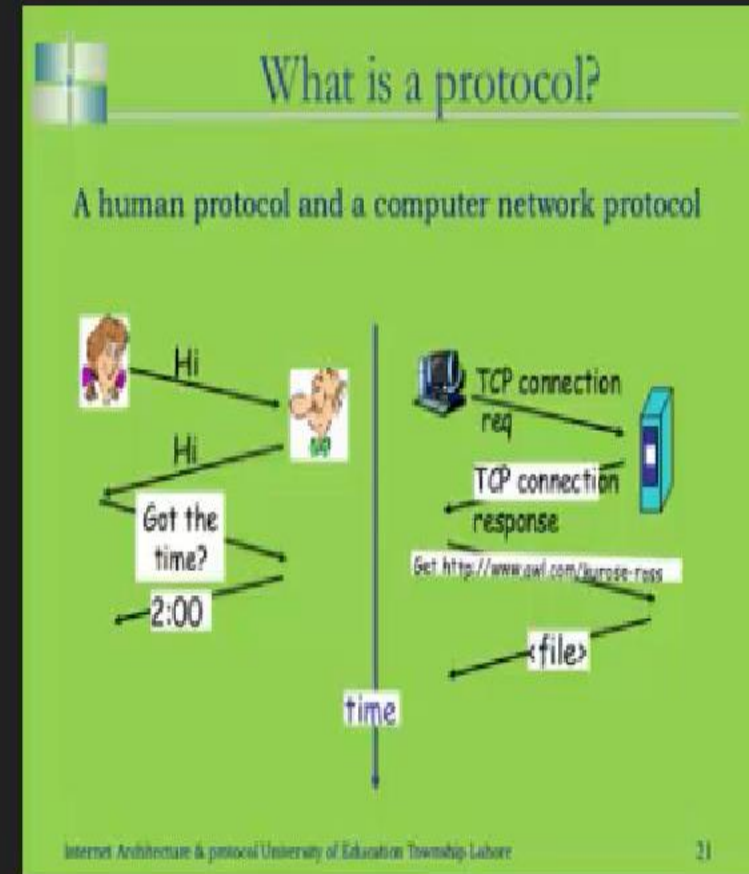 What is a protocol?
A human protocol and a computer network protocol
Hi
Hi
Got the
time?
2:00
TCP connection
req
TCP connection
response
Get http://www.awl.com/kurose-ross
<file>
time
Internet Architecture & protocol University of Education Township Lahore
21